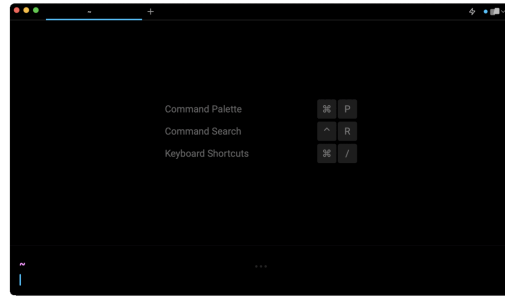 ~ +
Command Palette ⌘ P
Command Search ^ R
Keyboard Shortcuts ⌘ /
~